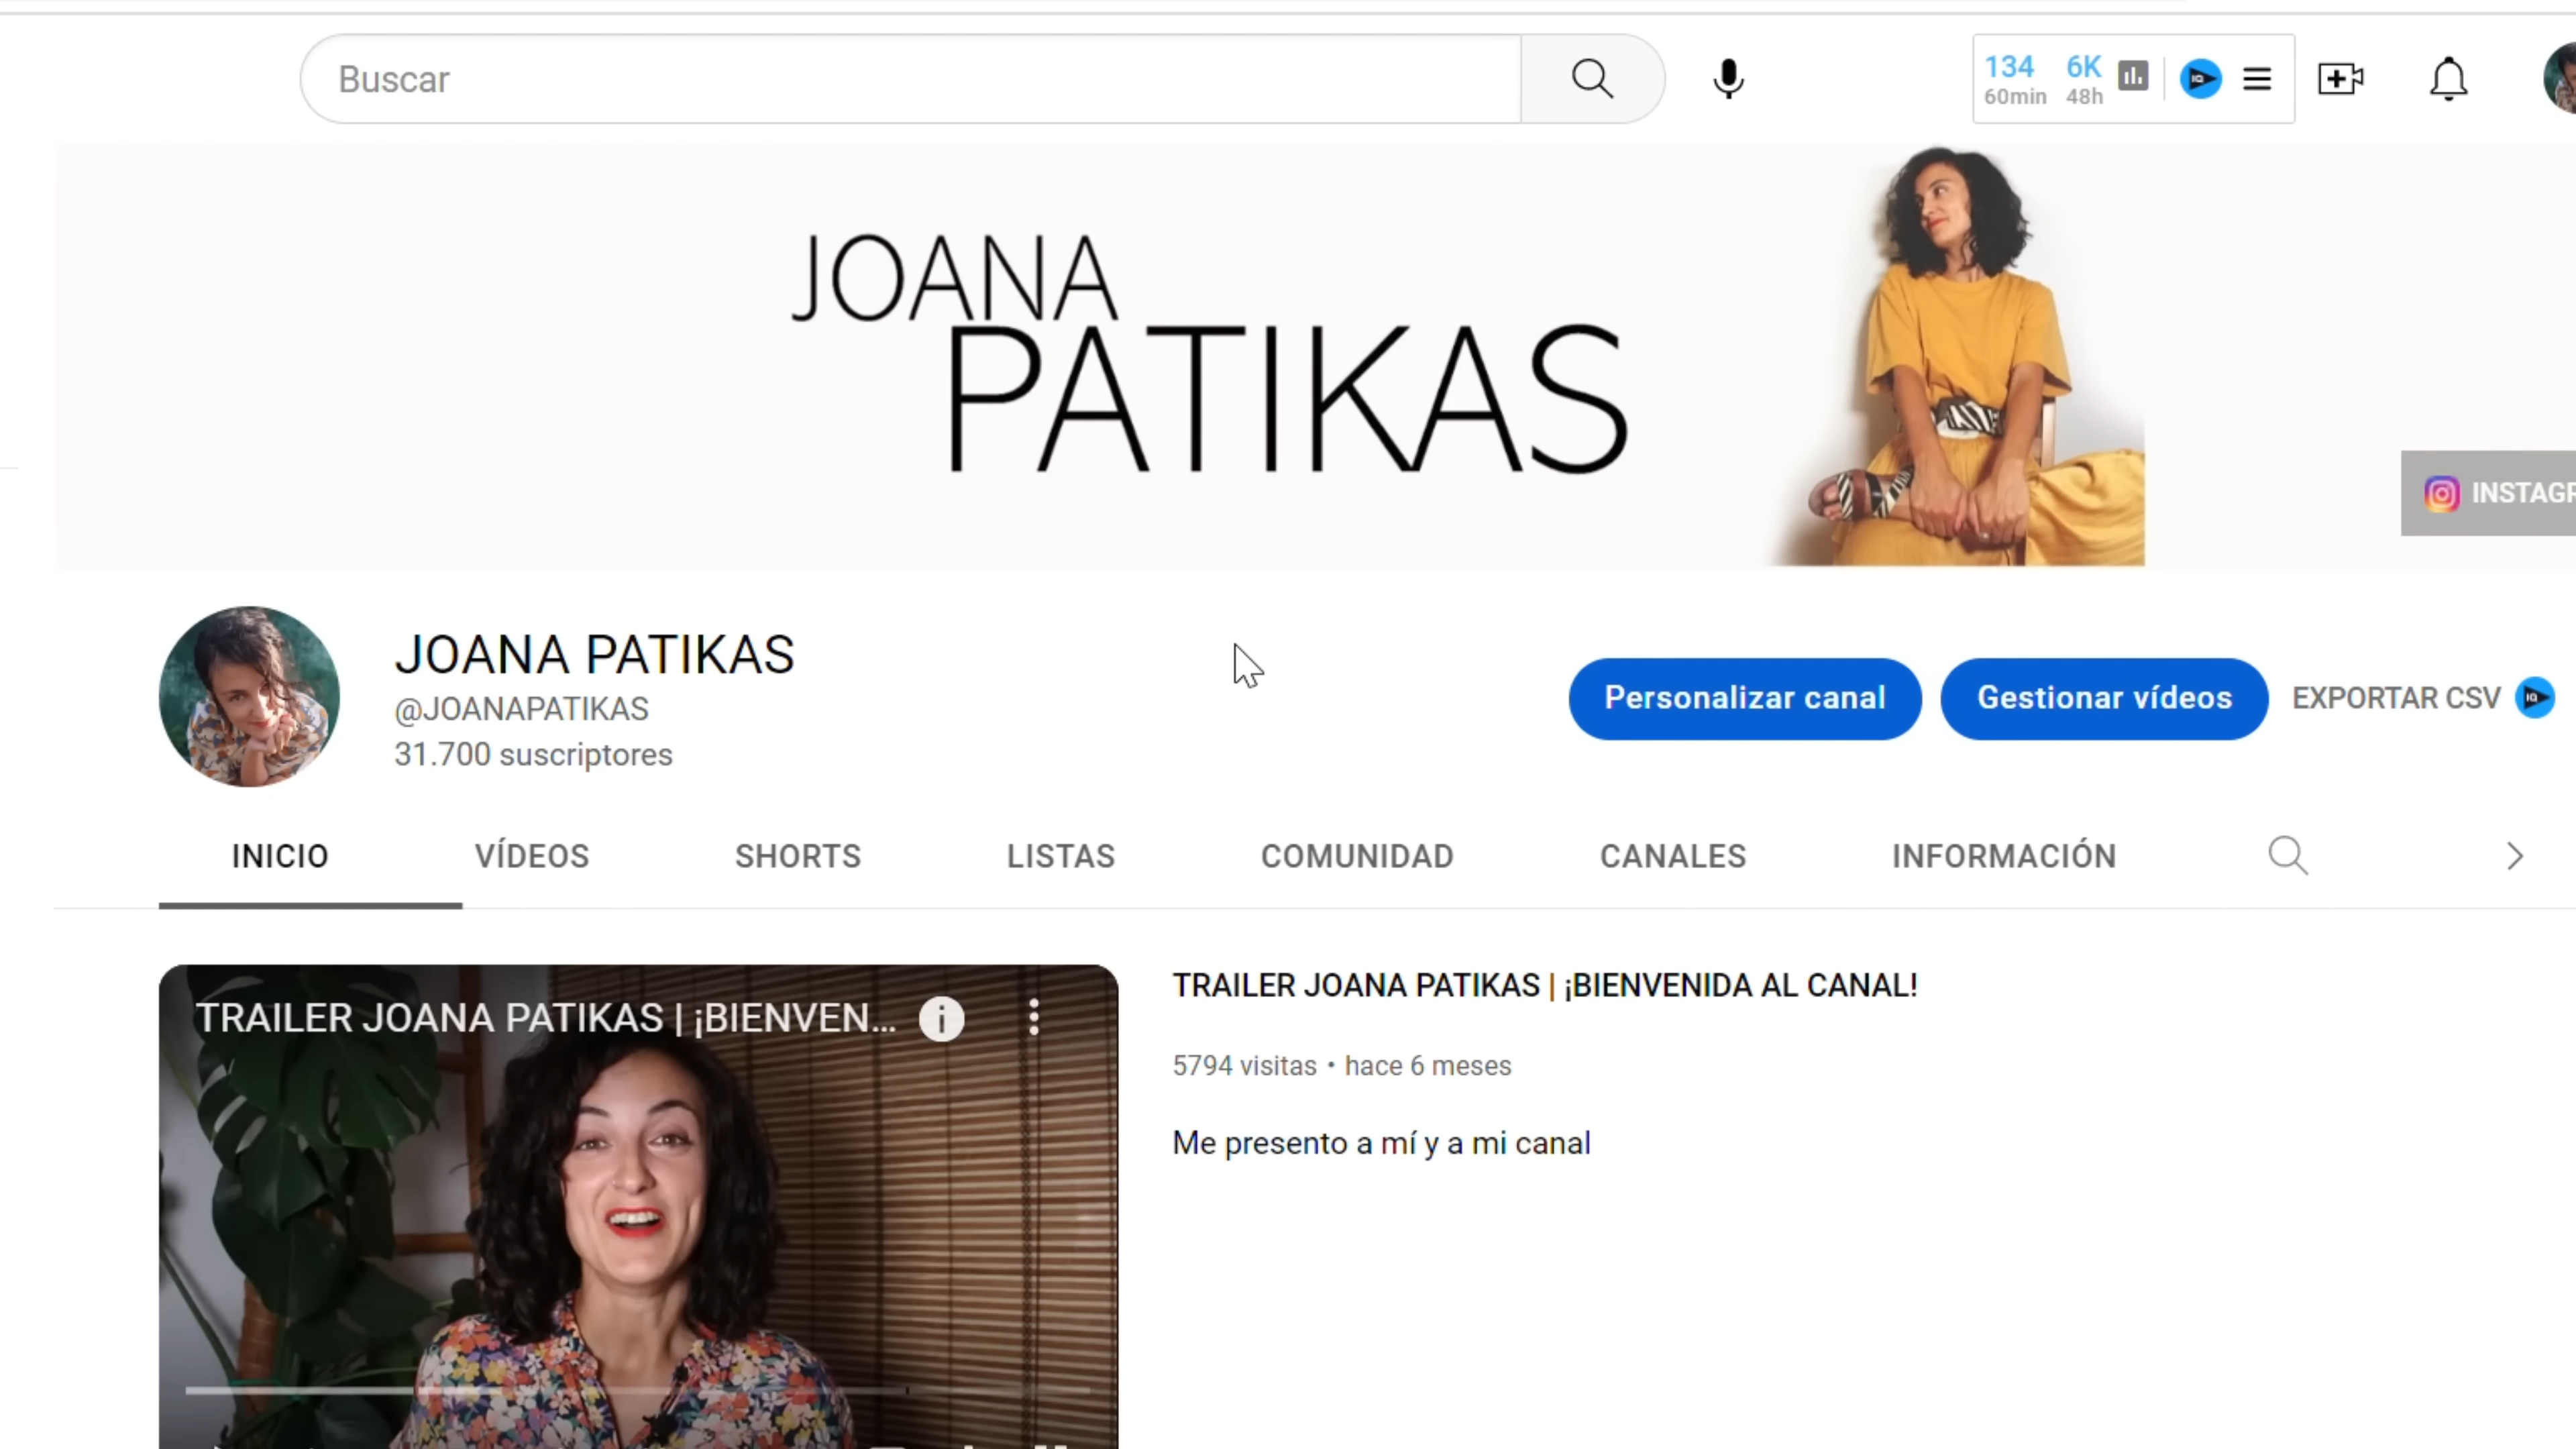 Buscar
134 6K
60min 48h
JOANA
PATIKAS
JOANA PATIKAS
@JOANAPATIKAS
31.700 suscriptores
Personalizar canal
Gestionar vídeos
EXPORTAR CSV
INICIO
VÍDEOS
SHORTS
LISTAS
COMUNIDAD
CANALES
INFORMACIÓN
TRAILER JOANA PATIKAS | ¡BIENVEN...
TRAILER JOANA PATIKAS | ¡BIENVENIDA AL CANAL!
5794 visitas • hace 6 meses
Me presento a mí y a mi canal